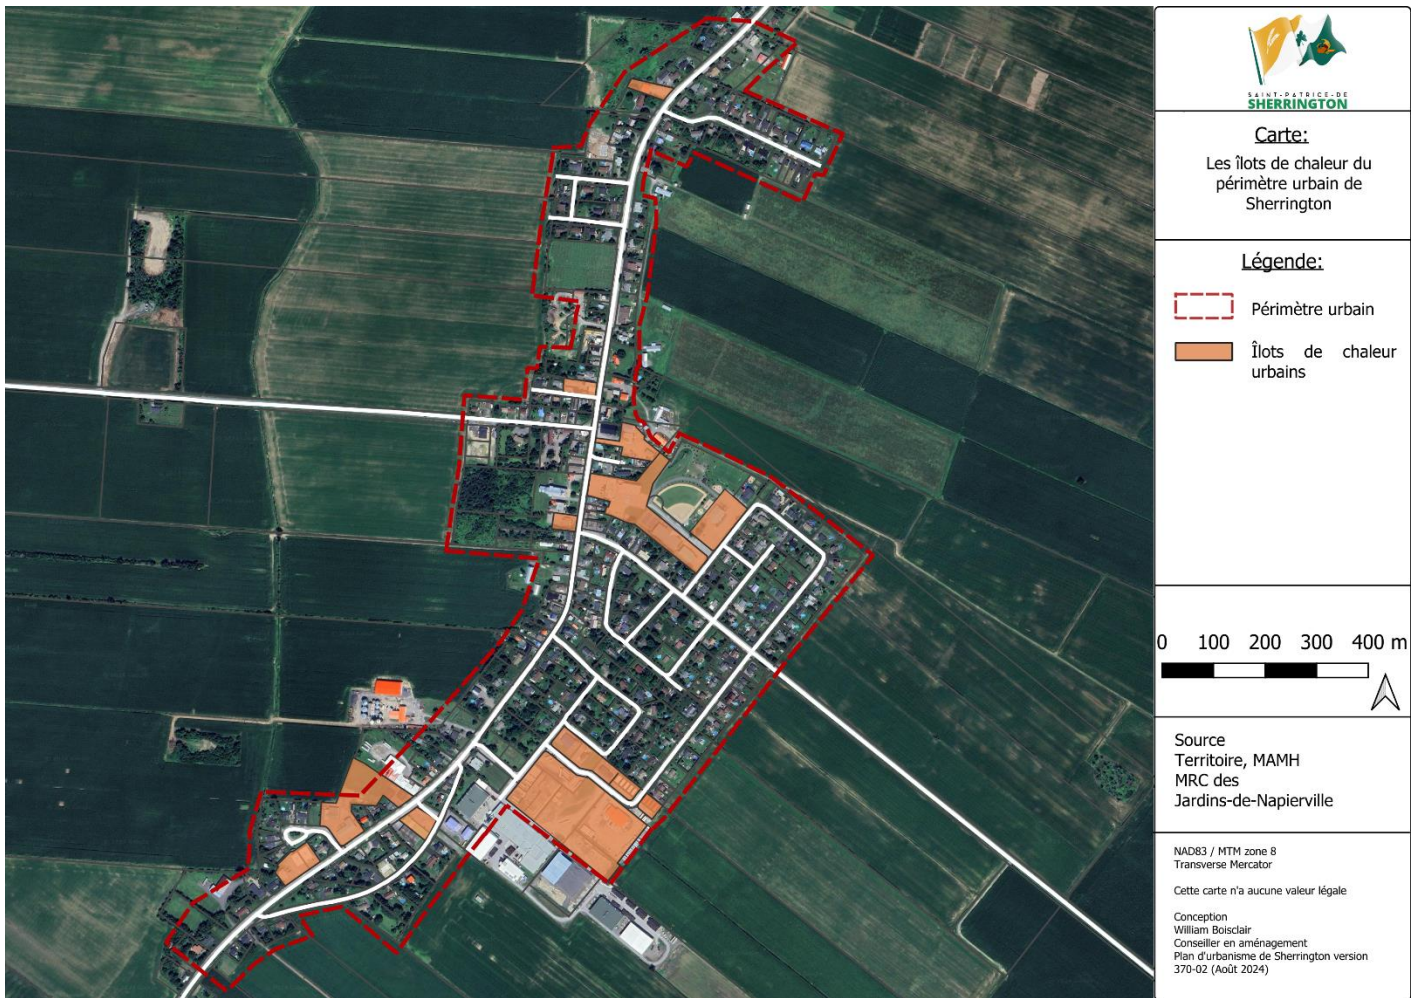 SAINT-PATRICE-DE
SHERRINGTON
Carte:
Les îlots de chaleur du
périmètre urbain de
Sherrington
Légende:
Périmètre urbain
Îlots de chaleur
urbains
0 100 200 300 400 m
Source
Territoire, MAMH
MRC des
Jardins-de-Napierville
NAD83 / MTM zone 8
Transverse Mercator
Cette carte n'a aucune valeur légale
Conception
William Boisclair
Conseiller en aménagement
Plan d'urbanisme de Sherrington version
370-02 (Août 2024)